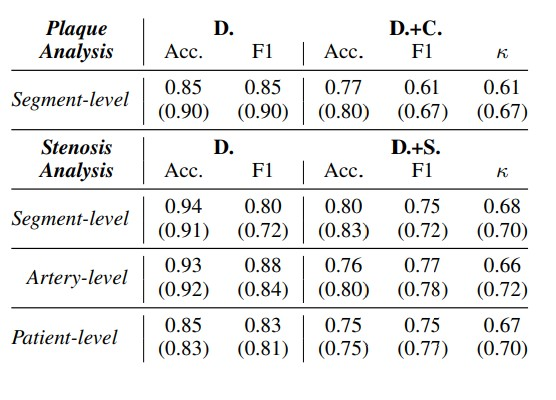 Plaque D. D.+C.
Analysis Acc. F1 Acc. F1 κ
Segment-level 0.85 0.85 0.77 0.61 0.61
(0.90) (0.90) (0.80) (0.67) (0.67)
Stenosis D. D.+S.
Analysis Acc. F1 Acc. F1 κ
Segment-level 0.94 0.80 0.80 0.75 0.68
(0.91) (0.72) (0.83) (0.72) (0.70)
Artery-level 0.93 0.88 0.76 0.77 0.66
(0.92) (0.84) (0.80) (0.78) (0.72)
Patient-level 0.85 0.83 0.75 0.75 0.67
(0.83) (0.81) (0.75) (0.77) (0.70)